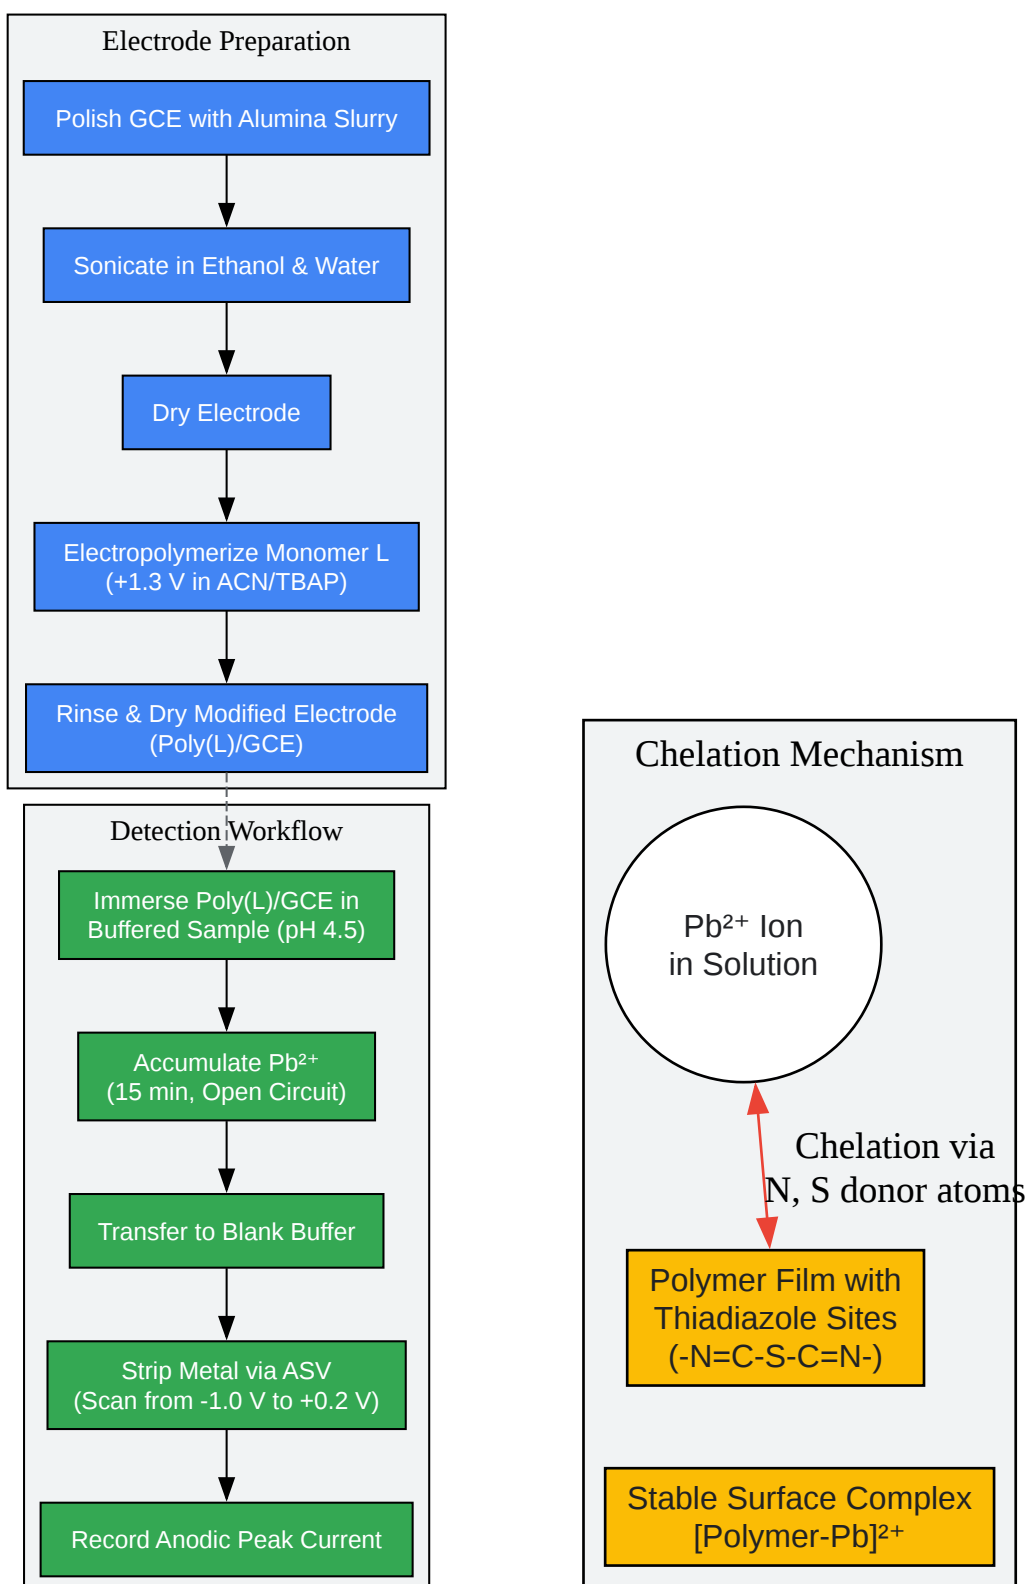 Electrode Preparation
Polish GCE with Alumina Slurry
Sonicate in Ethanol & Water
Dry Electrode
Electropolymerize Monomer L
(+1.3 V in ACN/TBAP)
Rinse & Dry Modified Electrode
(Poly(L)/GCE)
Detection Workflow
Immerse Poly(L)/GCE in
Buffered Sample (pH 4.5)
Accumulate Pb²⁺
(15 min, Open Circuit)
Transfer to Blank Buffer
Strip Metal via ASV
(Scan from -1.0 V to +0.2 V)
Record Anodic Peak Current
Chelation Mechanism
Pb²⁺ Ion
in Solution
Chelation via
N, S donor atoms
Polymer Film with
Thiadiazole Sites
(-N=C-S-C=N-)
Stable Surface Complex
[Polymer-Pb]²⁺